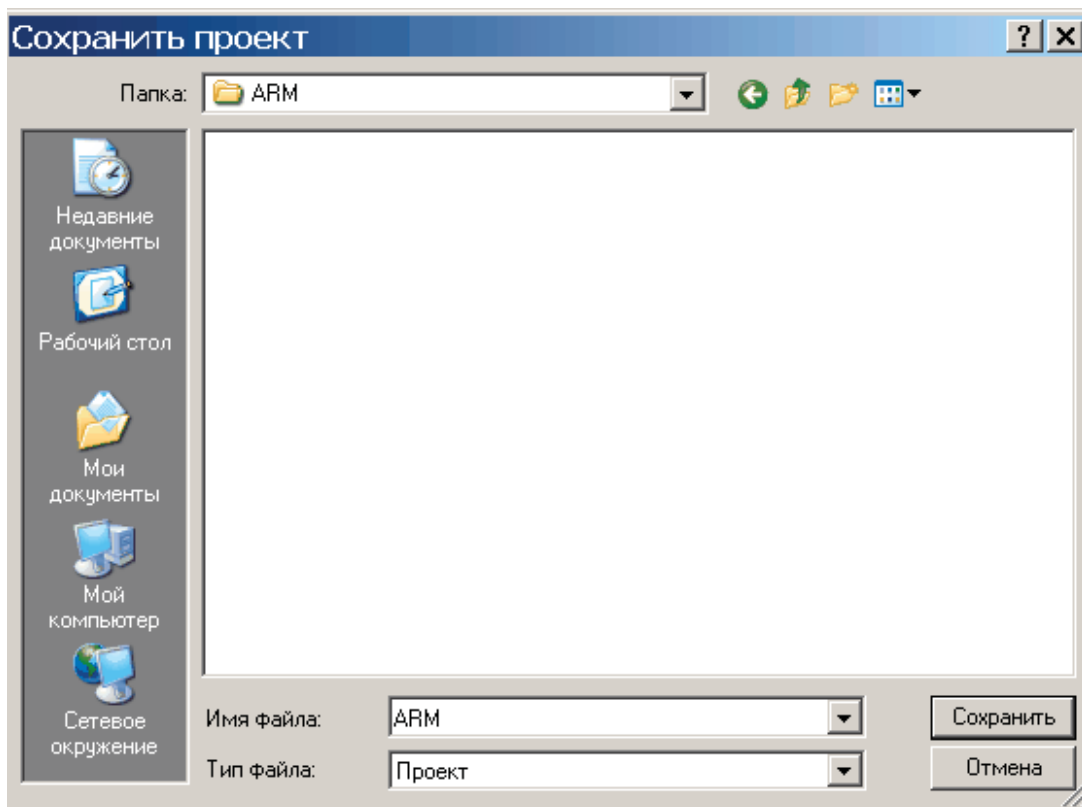 Сохранить проект
Папка: ARM
Недавние
документы
Рабочий стол
Мои
документы
Мой
компьютер
Сетевое
окружение
Имя файла: ARM
Сохранить
Тип файла: Проект
Отмена